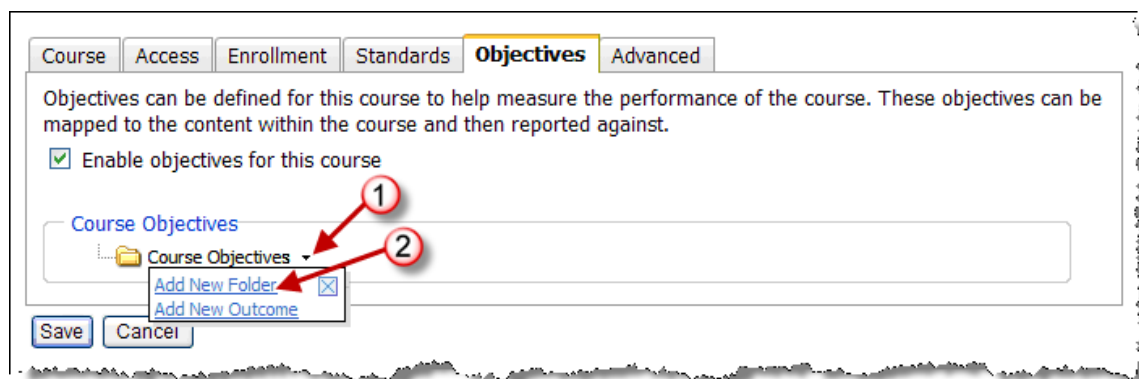 Course Access Enrollment Standards Objectives Advanced
Objectives can be defined for this course to help measure the performance of the course. These objectives can be
mapped to the content within the course and then reported against.
Enable objectives for this course
1
Course Objectives
Course Objectives
2
Add New Folder
Add New Outcome
Save Cancel